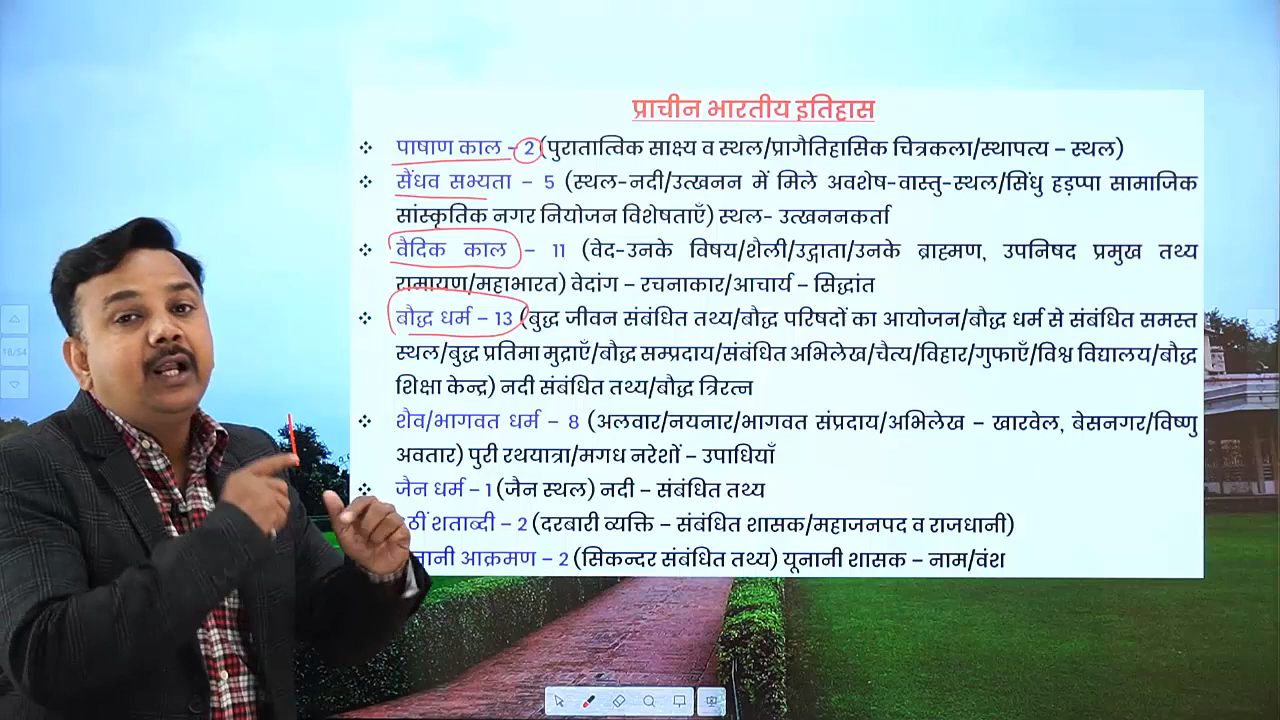 प्राचीन भारतीय इतिहास
❖ पाषाण काल – 2 (पुरातात्विक साक्ष्य व स्थल/प्रागैतिहासिक चित्रकला/स्थापत्य – स्थल)
❖ सैंधव सभ्यता – 5 (स्थल-नदी/उत्खनन में मिले अवशेष-वास्तु-स्थल/सिंधु हड़प्पा सामाजिक
सांस्कृतिक नगर नियोजन विशेषताएँ) स्थल- उत्खननकर्ता
❖ वैदिक काल – 11 (वेद-उनके विषय/शैली/उद्गाता/उनके ब्राह्मण, उपनिषद प्रमुख तथ्य
रामायण/महाभारत) वेदांग – रचनाकार/आचार्य – सिद्धांत
❖ बौद्ध धर्म – 13 (बुद्ध जीवन संबंधित तथ्य/बौद्ध परिषदों का आयोजन/बौद्ध धर्म से संबंधित समस्त
स्थल/बुद्ध प्रतिमा मुद्राएँ/बौद्ध सम्प्रदाय/संबंधित अभिलेख/चैत्य/विहार/गुफाएँ/विश्व विद्यालय/बौद्ध
शिक्षा केन्द्र) नदी संबंधित तथ्य/बौद्ध त्रिरत्न
❖ शैव/भागवत धर्म – 8 (अलवार/नयनार/भागवत संप्रदाय/अभिलेख – खारवेल, बेसनगर/विष्णु
अवतार) पुरी रथयात्रा/मगध नरेशों – उपाधियाँ
❖ जैन धर्म – 1 (जैन स्थल) नदी – संबंधित तथ्य
शताब्दी – 2 (दरबारी व्यक्ति – संबंधित शासक/महाजनपद व राजधानी)
आक्रमण – 2 (सिकन्दर संबंधित तथ्य) यूनानी शासक – नाम/वंश
18/54